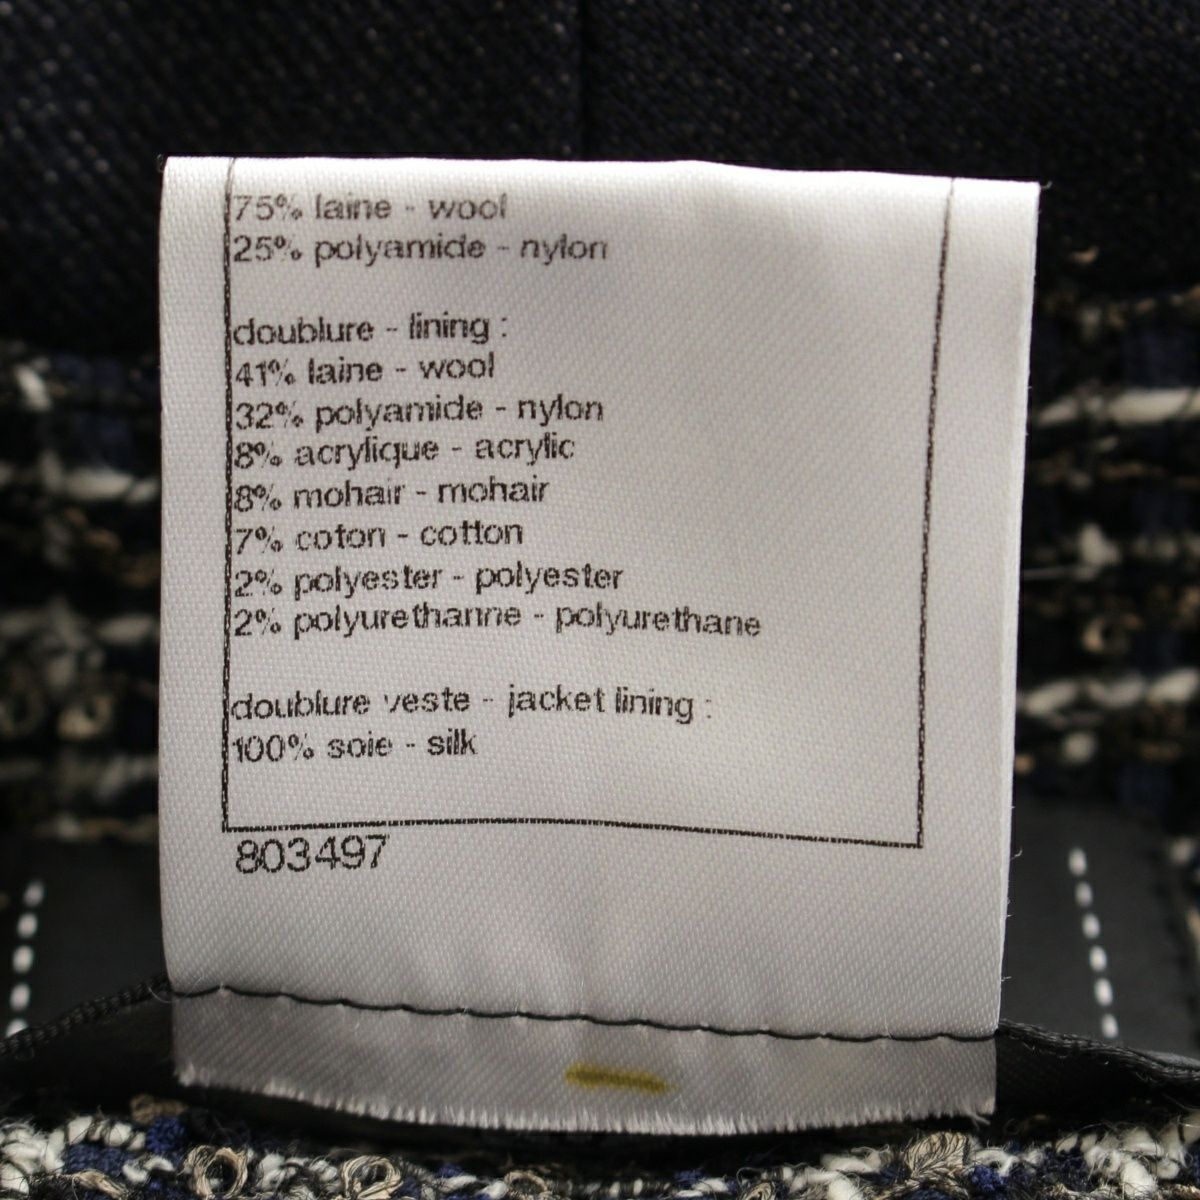 75% laine - wool
25% polyamide - nylon
doublure - lining :
41% laine - wool
32% polyamide - nylon
8% acrylique - acrylic
8% mohair - mohair
7% coton - cotton
2% polyester - polyester
2% polyurethanne - polyurethane
doublure veste - jacket lining :
100% soie - silk
803497